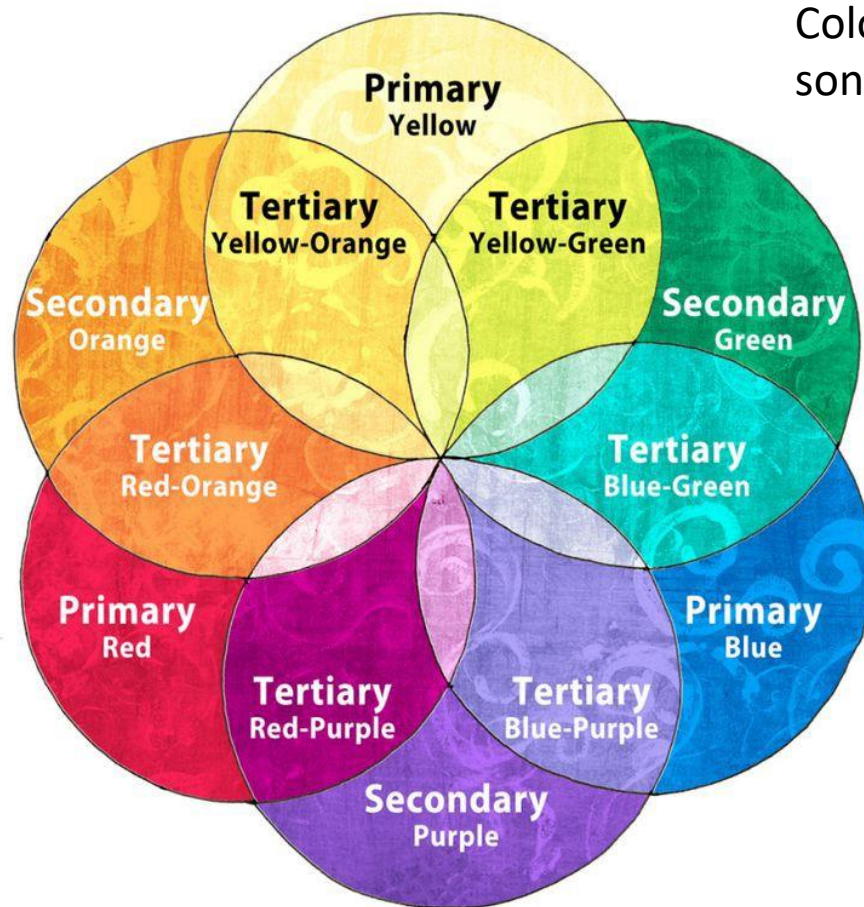 Primary
Yellow
Tertiary
Yellow-Orange
Tertiary
Yellow-Green
Secondary
Orange
Secondary
Green
Tertiary
Red-Orange
Tertiary
Blue-Green
Primary
Red
Primary
Blue
Tertiary
Red-Purple
Tertiary
Blue-Purple
Secondary
Purple